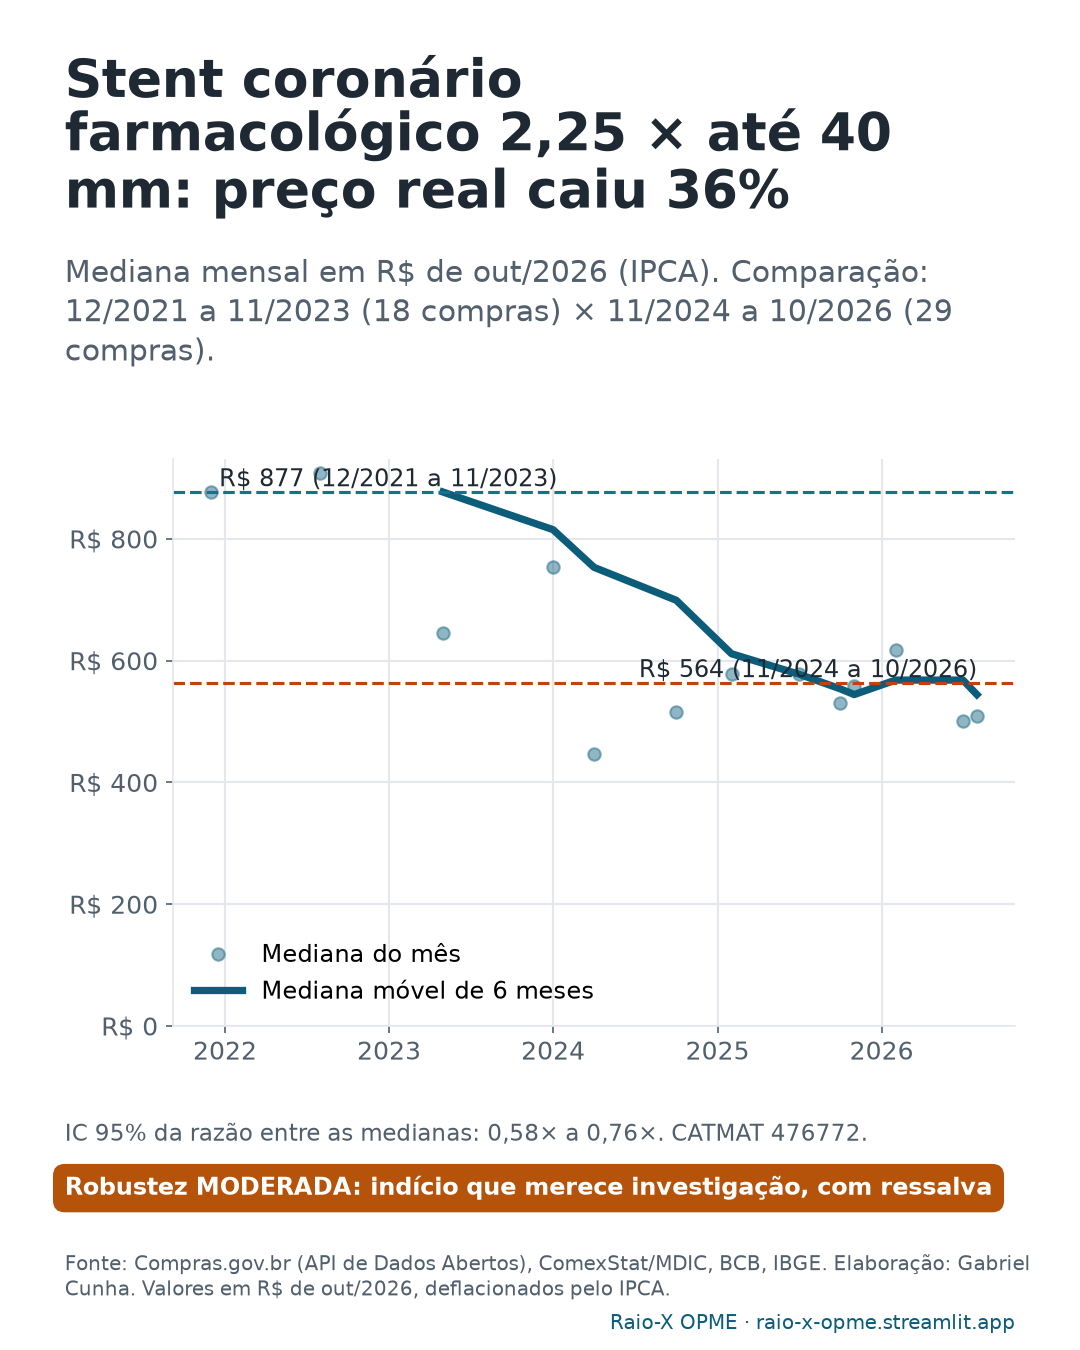 Stent coronário
farmacológico 2,25 × até 40
mm: preço real caiu 36%
Mediana mensal em R$ de out/2026 (IPCA). Comparação:
12/2021 a 11/2023 (18 compras) × 11/2024 a 10/2026 (29
compras).
R$ 877 (12/2021 a 11/2023)
R$ 800
R$ 600
R$ 564 (11/2024 a 10/2026)
R$ 400
R$ 200
Mediana do mês
Mediana móvel de 6 meses
R$ 0
2022 2023 2024 2025 2026
IC 95% da razão entre as medianas: 0,58× a 0,76×. CATMAT 476772.
Robustez MODERADA: indício que merece investigação, com ressalva
Fonte: Compras.gov.br (API de Dados Abertos), ComexStat/MDIC, BCB, IBGE. Elaboração: Gabriel
Cunha. Valores em R$ de out/2026, deflacionados pelo IPCA.
Raio-X OPME · raio-x-opme.streamlit.app